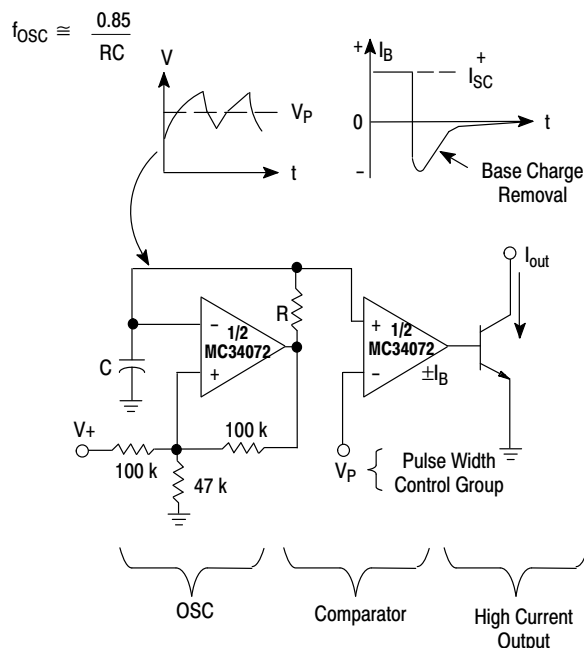 fOSC ≅ 0.85
RC
V
VP
t
+ IB
+
ISC
0
t
−
Base Charge
Removal
Iout
R
−
1/2
MC34072
+
C
+
1/2
MC34072
−
±IB
V+
100 k
100 k
47 k
VP
Pulse Width
Control Group
OSC
Comparator
High Current
Output